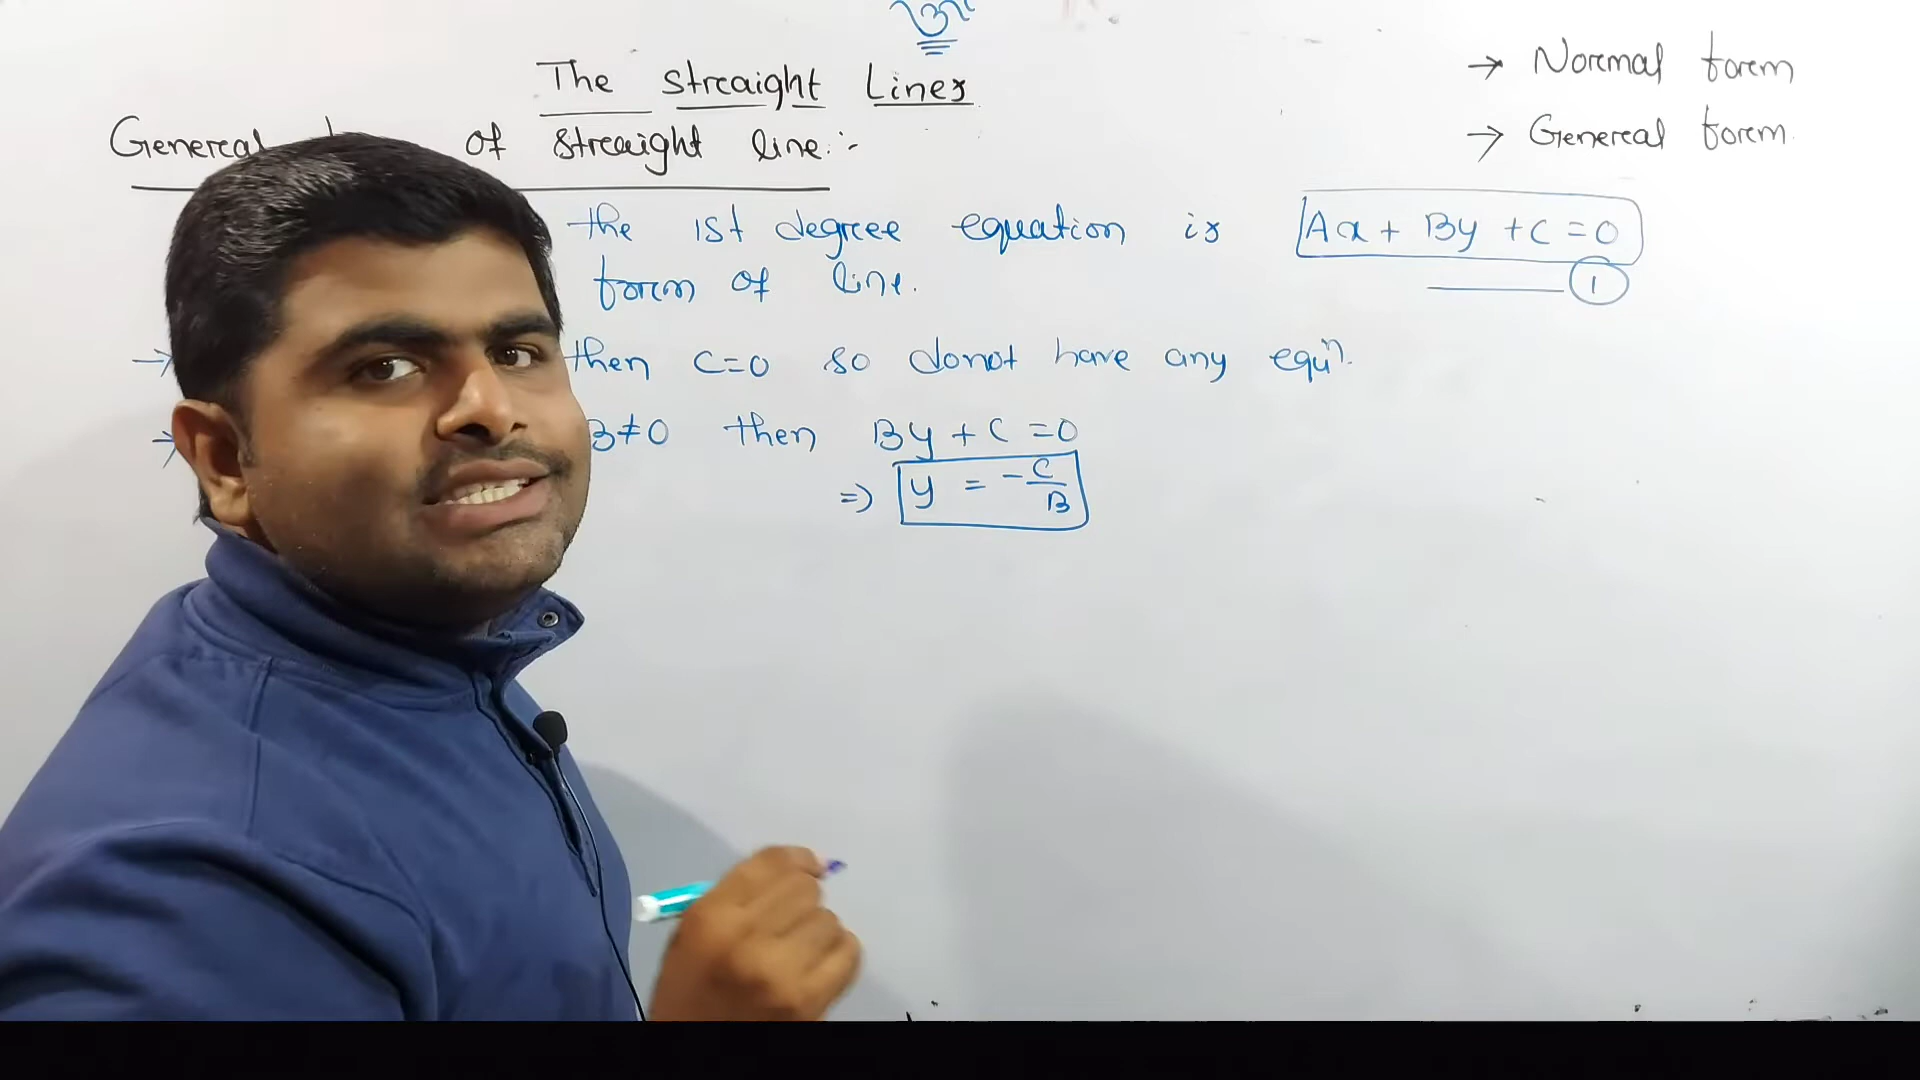 The straight Lines
General of straight line:-
→ Normal form
→ General form.
the 1st degree equation is Ax + By + C = 0
form of line. ①
→ then C=0 so donot have any equⁿ.
→ B≠0 then By + C = 0
⇒ y = -C/B